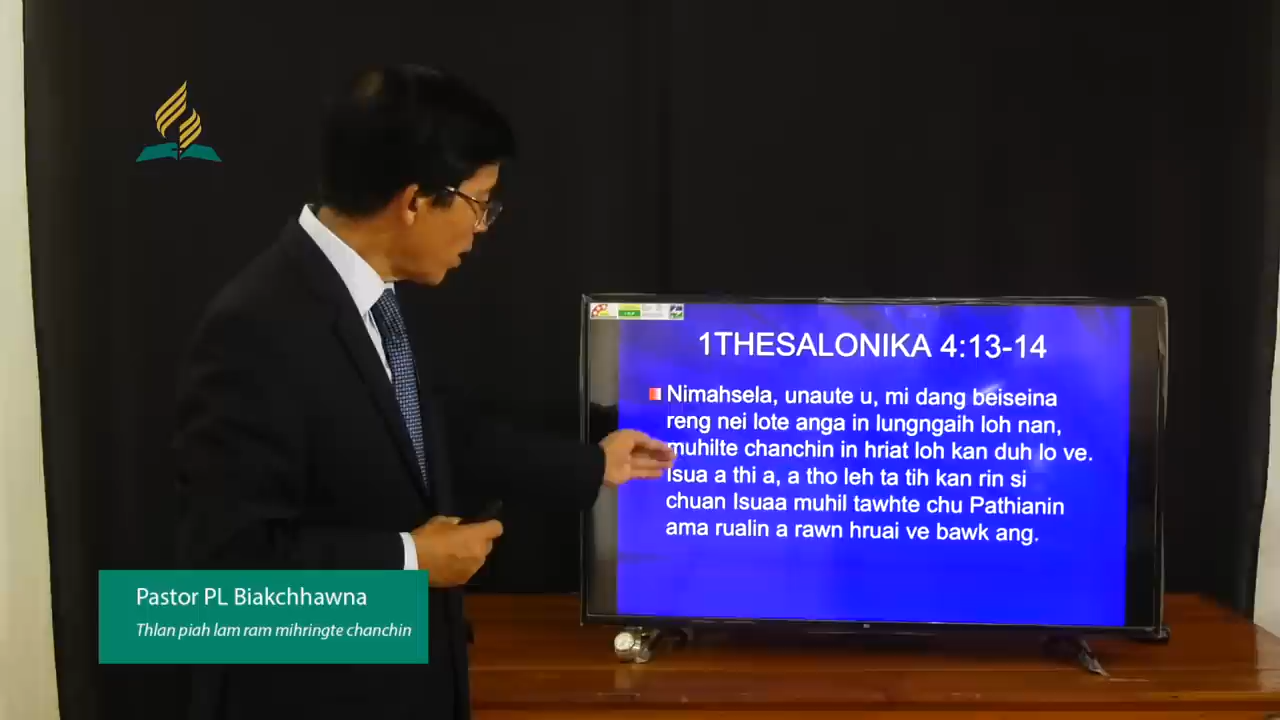 1THESALONIKA 4:13-14
Nimahsela, unaute u, mi dang beiseina
reng nei lote anga in lungngaih loh nan,
muhilte chanchin in hriat loh kan duh lo ve.
Isua a thi a, a tho leh ta tih kan rin si
chuan Isuaa muhil tawhte chu Pathianin
ama rualin a rawn hruai ve bawk ang.
Pastor PL Biakchhawna
Thlan piah lam ram mihringte chanchin